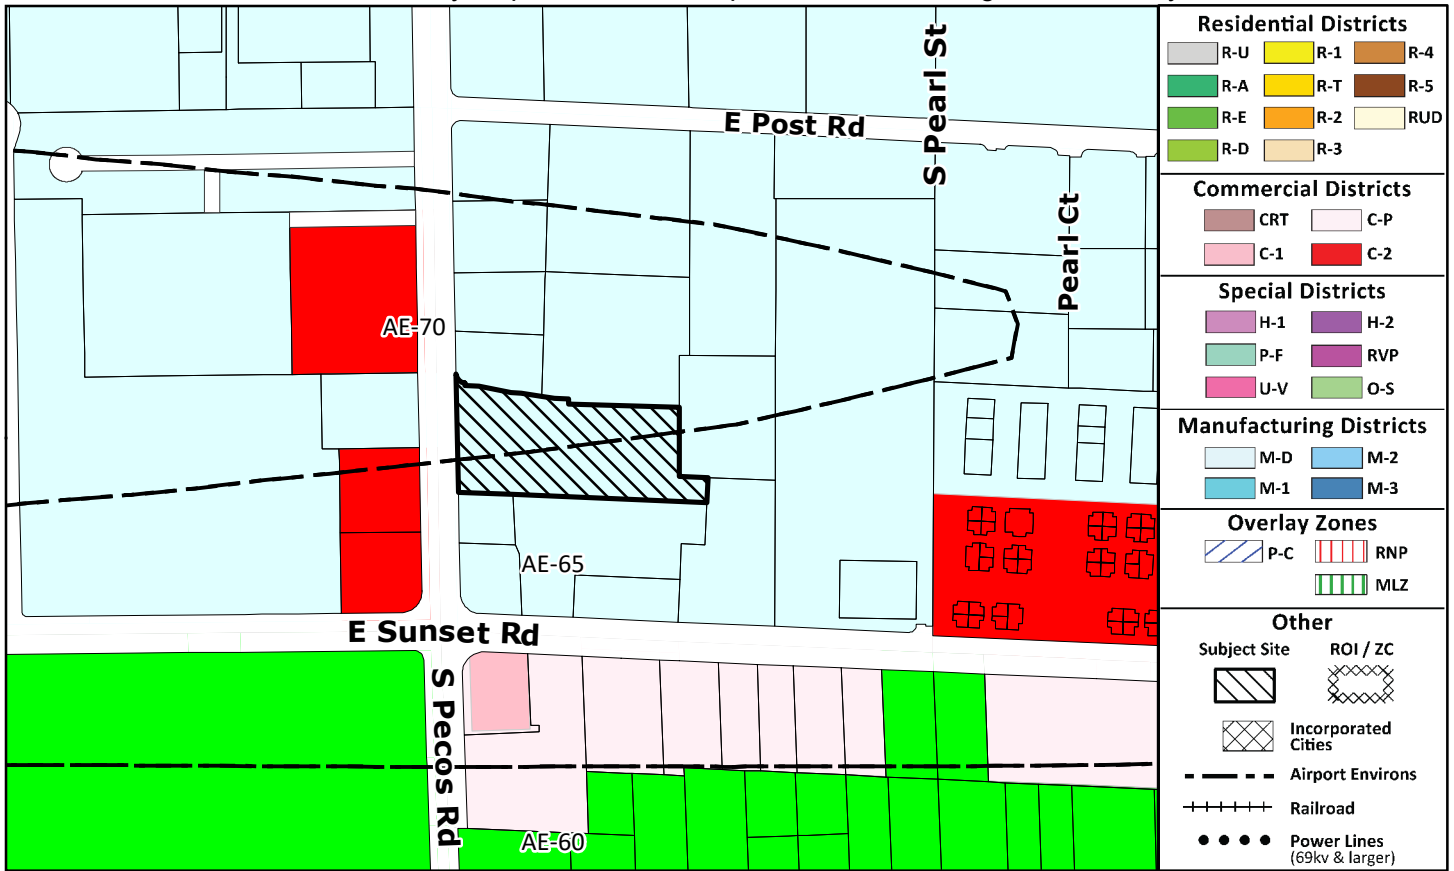 E Post Rd
S Pearl St
Pearl Ct
AE-70
AE-65
E Sunset Rd
S Pecos Rd
AE-60
Residential Districts
R-U R-1 R-4
R-A R-T R-5
R-E R-2 RUD
R-D R-3
Commercial Districts
CRT C-P
C-1 C-2
Special Districts
H-1 H-2
P-F RVP
U-V O-S
Manufacturing Districts
M-D M-2
M-1 M-3
Overlay Zones
P-C RNP
MLZ
Other
Subject Site ROI / ZC
Incorporated
Cities
Airport Environs
Railroad
Power Lines
(69kv & larger)